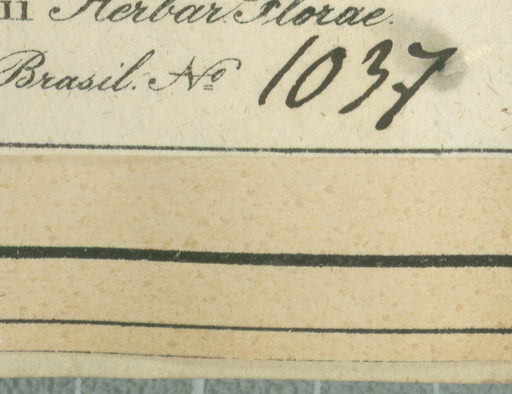 ii Herbar. Florae.
Brasil. No 1037